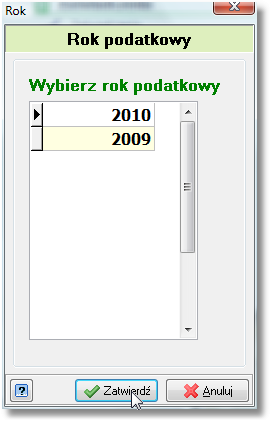 Rok
Rok podatkowy
Wybierz rok podatkowy
2010
2009
Zatwierdź
Anuluj